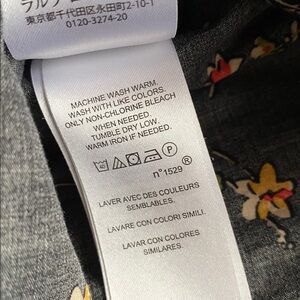 東京都千代田区永田町2-10-1
0120-3274-20
MACHINE WASH WARM.
WASH WITH LIKE COLORS.
ONLY NON-CHLORINE BLEACH
WHEN NEEDED.
TUMBLE DRY LOW.
WARM IRON IF NEEDED.
n° 1529 ®
LAVER AVEC DES COULEURS
SEMBLABLES.
LAVARE CON COLORI SIMILI.
LAVAR CON COLORES
SIMILARES.